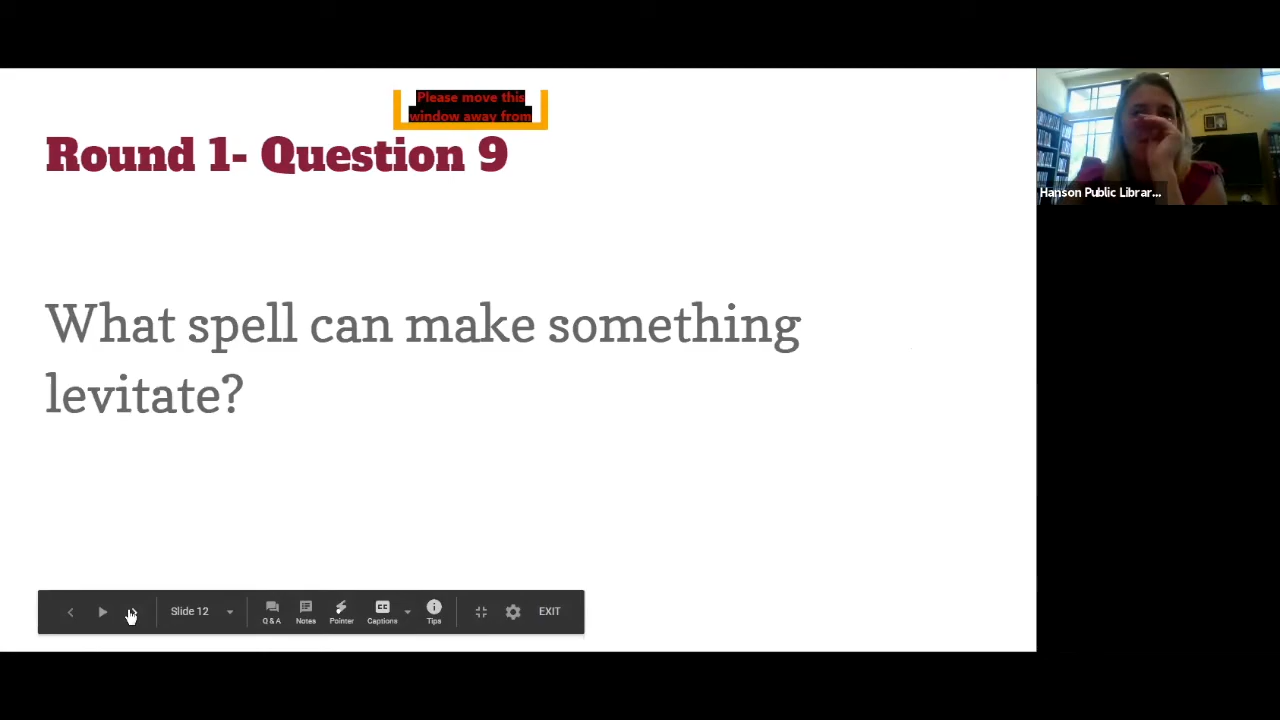 Please move this
window away from
Round 1- Question 9
Hanson Public Librar...
What spell can make something
levitate?
Slide 12
Q & A
Notes
Pointer
Captions
Tips
EXIT
CC